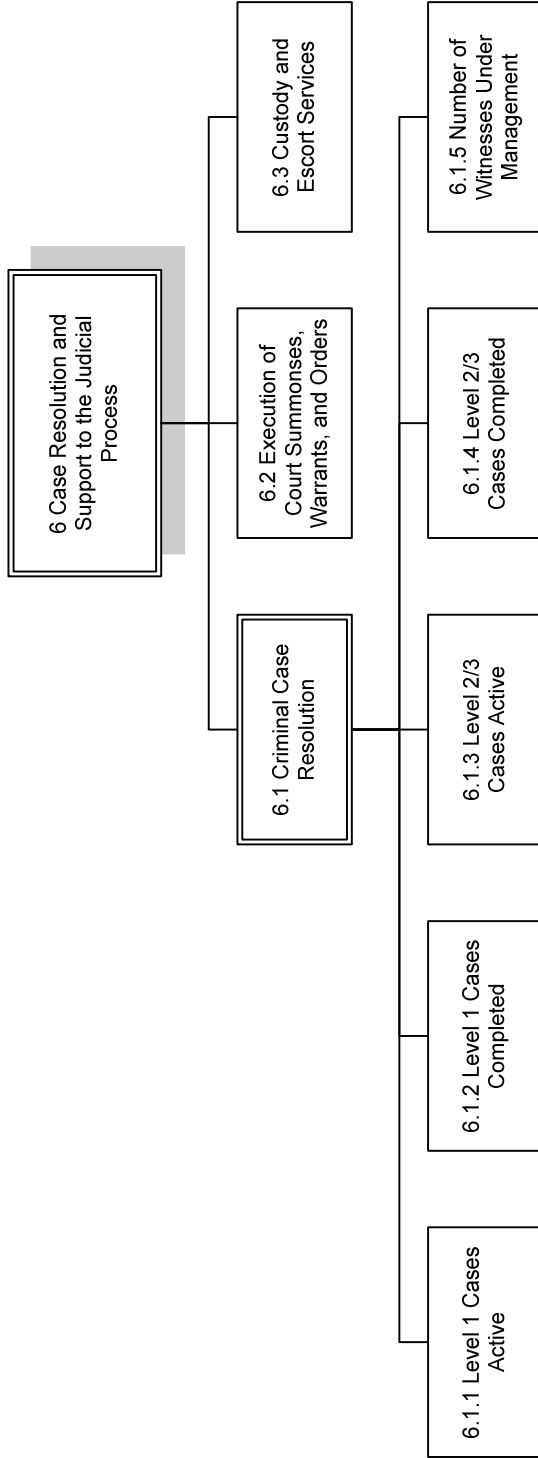 6 Case Resolution and
Support to the Judicial
Process
6.1 Criminal Case
Resolution
6.2 Execution of
Court Summonses,
Warrants, and Orders
6.3 Custody and
Escort Services
6.1.1 Level 1 Cases
Active
6.1.2 Level 1 Cases
Completed
6.1.3 Level 2/3
Cases Active
6.1.4 Level 2/3
Cases Completed
6.1.5 Number of
Witnesses Under
Management